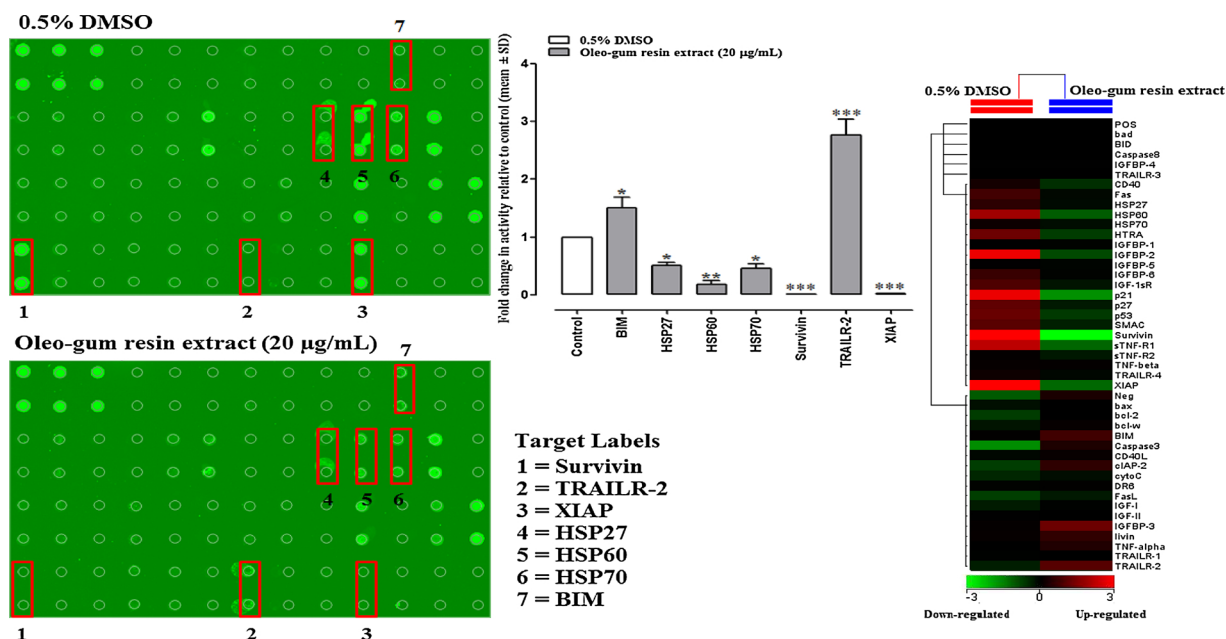 0.5% DMSO
7
4
5
6
1
2
3
Oleo-gum resin extract (20 µg/mL)
7
4
5
6
1
2
3
0.5% DMSO
Oleo-gum resin extract (20 µg/mL)
Fold change in activity relative to control (mean ± SD)
5
4
3
2
1
0
*
*
**
*
***
***
***
Control
BIM
HSP27
HSP60
HSP70
Survivin
TRAILR-2
XIAP
Target Labels
1 = Survivin
2 = TRAILR-2
3 = XIAP
4 = HSP27
5 = HSP60
6 = HSP70
7 = BIM
0.5% DMSO
Oleo-gum resin extract
POS
bad
BID
Caspase8
IGFBP-4
TRAILR-3
CD40
Fas
HSP27
HSP60
HSP70
HTRA
IGFBP-1
IGFBP-2
IGFBP-5
IGFBP-6
IGF-1sR
p21
p27
p53
SMAC
Survivin
sTNF-R1
sTNF-R2
TNF-beta
TRAILR-4
XIAP
Neg
bax
bcl-2
bcl-w
BIM
Caspase3
CD40L
cIAP-2
cytoC
DR6
FasL
IGF-I
IGF-II
IGFBP-3
livin
TNF-alpha
TRAILR-1
TRAILR-2
-3
0
3
Down-regulated
Up-regulated